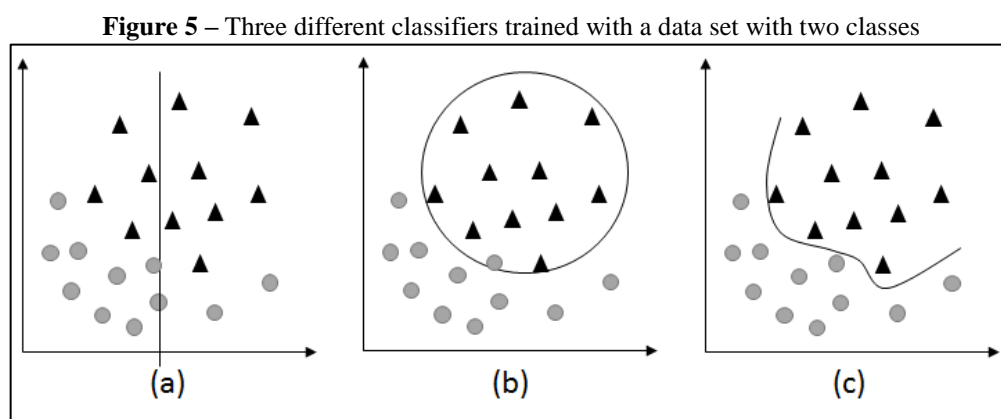 Figure 5 – Three different classifiers trained with a data set with two classes
(a) (b) (c)